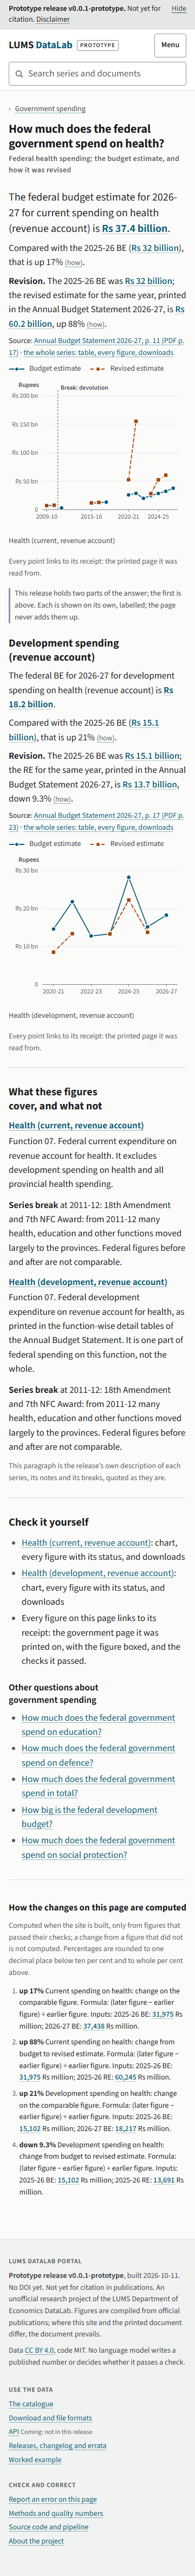 Prototype release v0.0.1-prototype. Not yet for
citation. Disclaimer
Hide
LUMS DataLab
PROTOTYPE
Menu
Search series and documents
‹ Government spending
How much does the federal
government spend on health?
Federal health spending: the budget estimate, and
how it was revised
The federal budget estimate for 2026-
27 for current spending on health
(revenue account) is Rs 37.4 billion.
Compared with the 2025-26 BE (Rs 32 billion),
that is up 17% (how).
Revision. The 2025-26 BE was Rs 32 billion;
the revised estimate for the same year, printed
in the Annual Budget Statement 2026-27, is Rs
60.2 billion, up 88% (how).
Source: Annual Budget Statement 2026-27, p. 11 (PDF p.
17) · the whole series: table, every figure, downloads
Budget estimate
Revised estimate
Rupees
Break: devolution
Rs 200 bn
Rs 150 bn
Rs 100 bn
Rs 50 bn
0
2009-10
2015-16
2020-21
2024-25
Health (current, revenue account)
Every point links to its receipt: the printed page it was
read from.
This release holds two parts of the answer; the first is
above. Each is shown on its own, labelled; the page
never adds them up.
Development spending
(revenue account)
The federal BE for 2026-27 for development
spending on health (revenue account) is Rs
18.2 billion.
Compared with the 2025-26 BE (Rs 15.1
billion), that is up 21% (how).
Revision. The 2025-26 BE was Rs 15.1 billion;
the RE for the same year, printed in the Annual
Budget Statement 2026-27, is Rs 13.7 billion,
down 9.3% (how).
Source: Annual Budget Statement 2026-27, p. 17 (PDF p.
23) · the whole series: table, every figure, downloads
Budget estimate
Revised estimate
Rupees
Rs 30 bn
Rs 20 bn
Rs 10 bn
0
2020-21
2022-23
2024-25
2026-27
Health (development, revenue account)
Every point links to its receipt: the printed page it was
read from.
What these figures
cover, and what not
Health (current, revenue account)
Function 07. Federal current expenditure on
revenue account for health. It excludes
development spending on health and all
provincial health spending.
Series break at 2011-12: 18th Amendment
and 7th NFC Award: from 2011-12 many
health, education and other functions moved
largely to the provinces. Federal figures before
and after are not comparable.
Health (development, revenue account)
Function 07. Federal development
expenditure on revenue account for health, as
printed in the function-wise detail tables of
the Annual Budget Statement. It is one part of
federal spending on this function, not the
whole.
Series break at 2011-12: 18th Amendment
and 7th NFC Award: from 2011-12 many
health, education and other functions moved
largely to the provinces. Federal figures before
and after are not comparable.
This paragraph is the release's own description of each
series, its notes and its breaks, quoted as they are.
Check it yourself
• Health (current, revenue account): chart,
every figure with its status, and downloads
• Health (development, revenue account):
chart, every figure with its status, and
downloads
• Every figure on this page links to its
receipt: the government page it was
printed on, with the figure boxed, and the
checks it passed.
Other questions about
government spending
• How much does the federal government
spend on education?
• How much does the federal government
spend on defence?
• How much does the federal government
spend in total?
• How big is the federal development
budget?
• How much does the federal government
spend on social protection?
How the changes on this page are computed
Computed when the site is built, only from figures that
passed their checks; a change from a figure that did not
is not computed. Percentages are rounded to one
decimal place below ten per cent and to whole per cent
above.
1. up 17% Current spending on health: change on the
comparable figure. Formula: (later figure − earlier
figure) ÷ earlier figure. Inputs: 2025-26 BE: 31,975 Rs
million; 2026-27 BE: 37,438 Rs million.
2. up 88% Current spending on health: change from
budget to revised estimate. Formula: (later figure −
earlier figure) ÷ earlier figure. Inputs: 2025-26 BE:
31,975 Rs million; 2025-26 RE: 60,245 Rs million.
3. up 21% Development spending on health: change
on the comparable figure. Formula: (later figure −
earlier figure) ÷ earlier figure. Inputs: 2025-26 BE:
15,102 Rs million; 2026-27 BE: 18,217 Rs million.
4. down 9.3% Development spending on health:
change from budget to revised estimate. Formula:
(later figure − earlier figure) ÷ earlier figure. Inputs:
2025-26 BE: 15,102 Rs million; 2025-26 RE: 13,691 Rs
million.
LUMS DATALAB PORTAL
Prototype release v0.0.1-prototype, built 2026-10-11.
No DOI yet. Not yet for citation in publications. An
unofficial research project of the LUMS Department of
Economics DataLab. Figures are compiled from official
publications; where this site and the printed document
differ, the document prevails.
Data CC BY 4.0, code MIT. No language model writes a
published number or decides whether it passes a check.
USE THE DATA
The catalogue
Download and file formats
API Coming: not in this release
Releases, changelog and errata
Worked example
CHECK AND CORRECT
Report an error on this page
Methods and quality numbers
Source code and pipeline
About the project